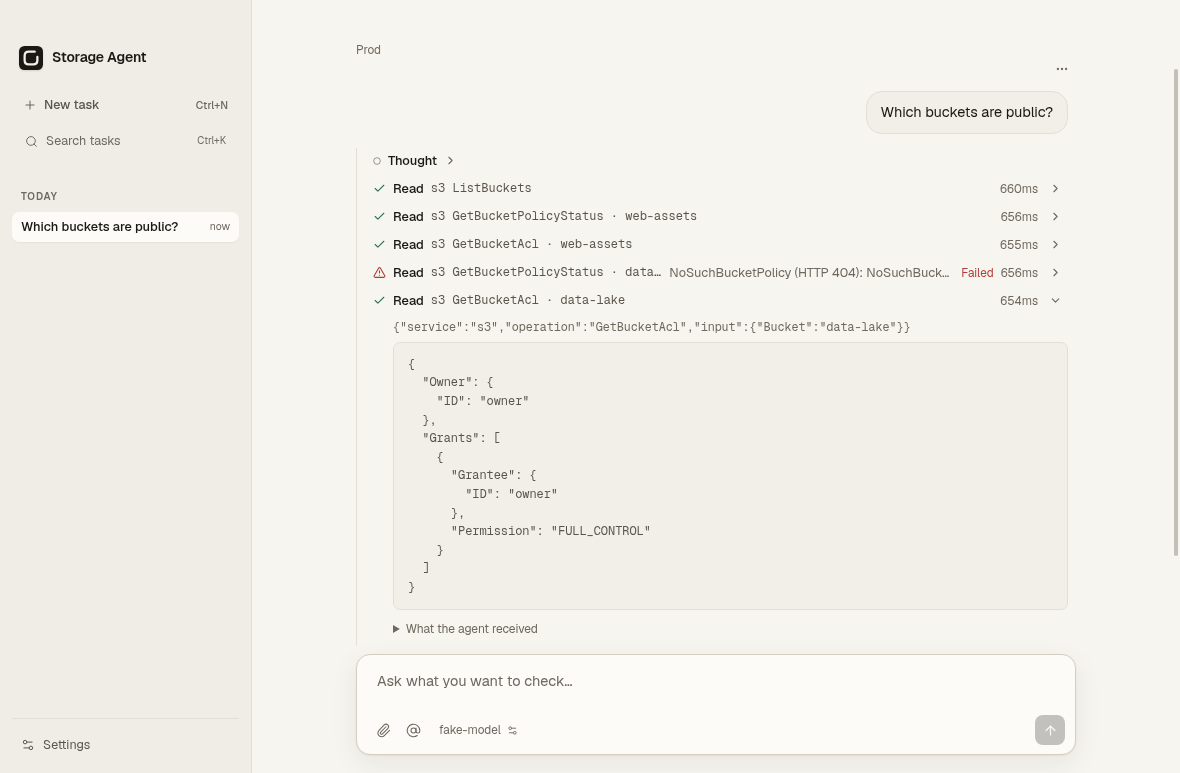 Storage Agent
New task Ctrl+N
Search tasks Ctrl+K
TODAY
Which buckets are public? now
Settings
Prod
Which buckets are public?
Thought
Read s3 ListBuckets 660ms
Read s3 GetBucketPolicyStatus · web-assets 656ms
Read s3 GetBucketAcl · web-assets 655ms
Read s3 GetBucketPolicyStatus · data… NoSuchBucketPolicy (HTTP 404): NoSuchBuck… Failed 656ms
Read s3 GetBucketAcl · data-lake 654ms
{"service":"s3","operation":"GetBucketAcl","input":{"Bucket":"data-lake"}}
{
  "Owner": {
    "ID": "owner"
  },
  "Grants": [
    {
      "Grantee": {
        "ID": "owner"
      },
      "Permission": "FULL_CONTROL"
    }
  ]
}
What the agent received
Ask what you want to check…
fake-model